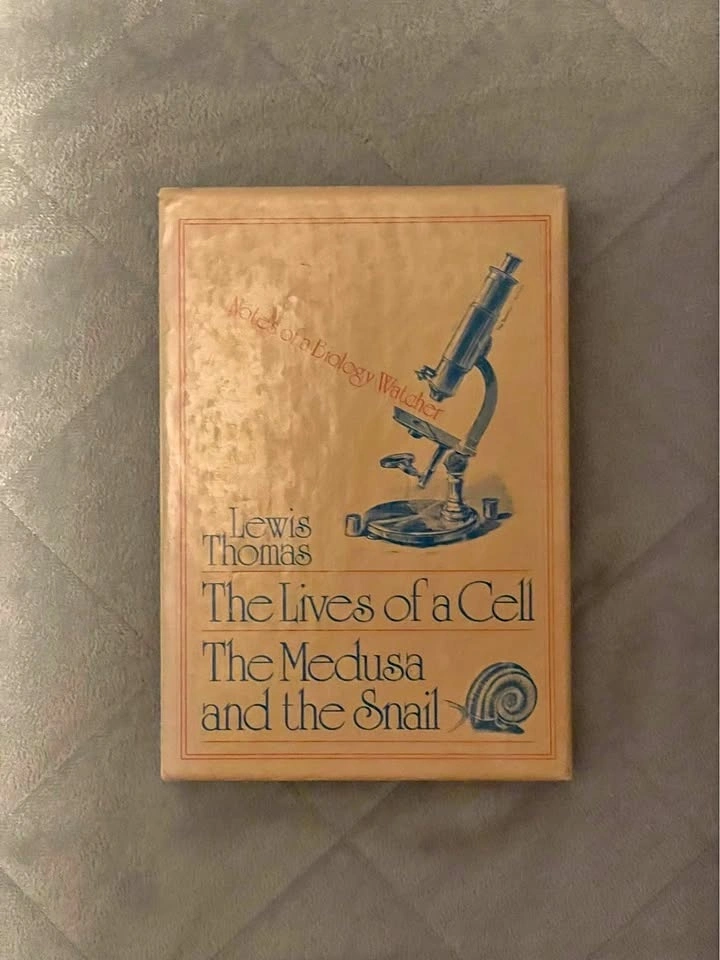 Notes of a Biology Watcher
Lewis
Thomas
The Lives of a Cell
The Medusa
and the Snail